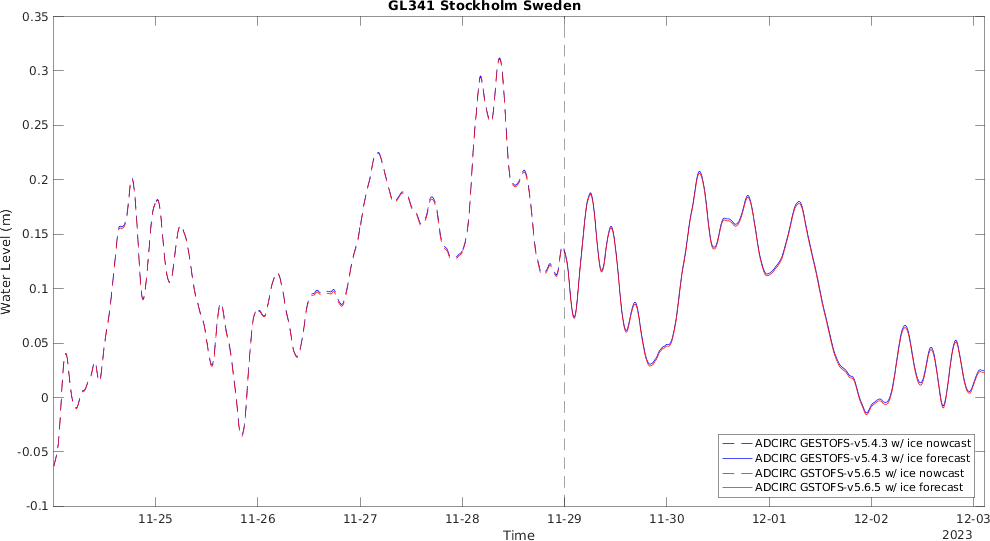 GL341 Stockholm Sweden
0.35
0.3
0.25
0.2
0.15
0.1
0.05
0
-0.05
-0.1
Water Level (m)
11-25
11-26
11-27
11-28
11-29
11-30
12-01
12-02
12-03
Time
2023
ADCIRC GESTOFS-v5.4.3 w/ ice nowcast
ADCIRC GESTOFS-v5.4.3 w/ ice forecast
ADCIRC GSTOFS-v5.6.5 w/ ice nowcast
ADCIRC GSTOFS-v5.6.5 w/ ice forecast